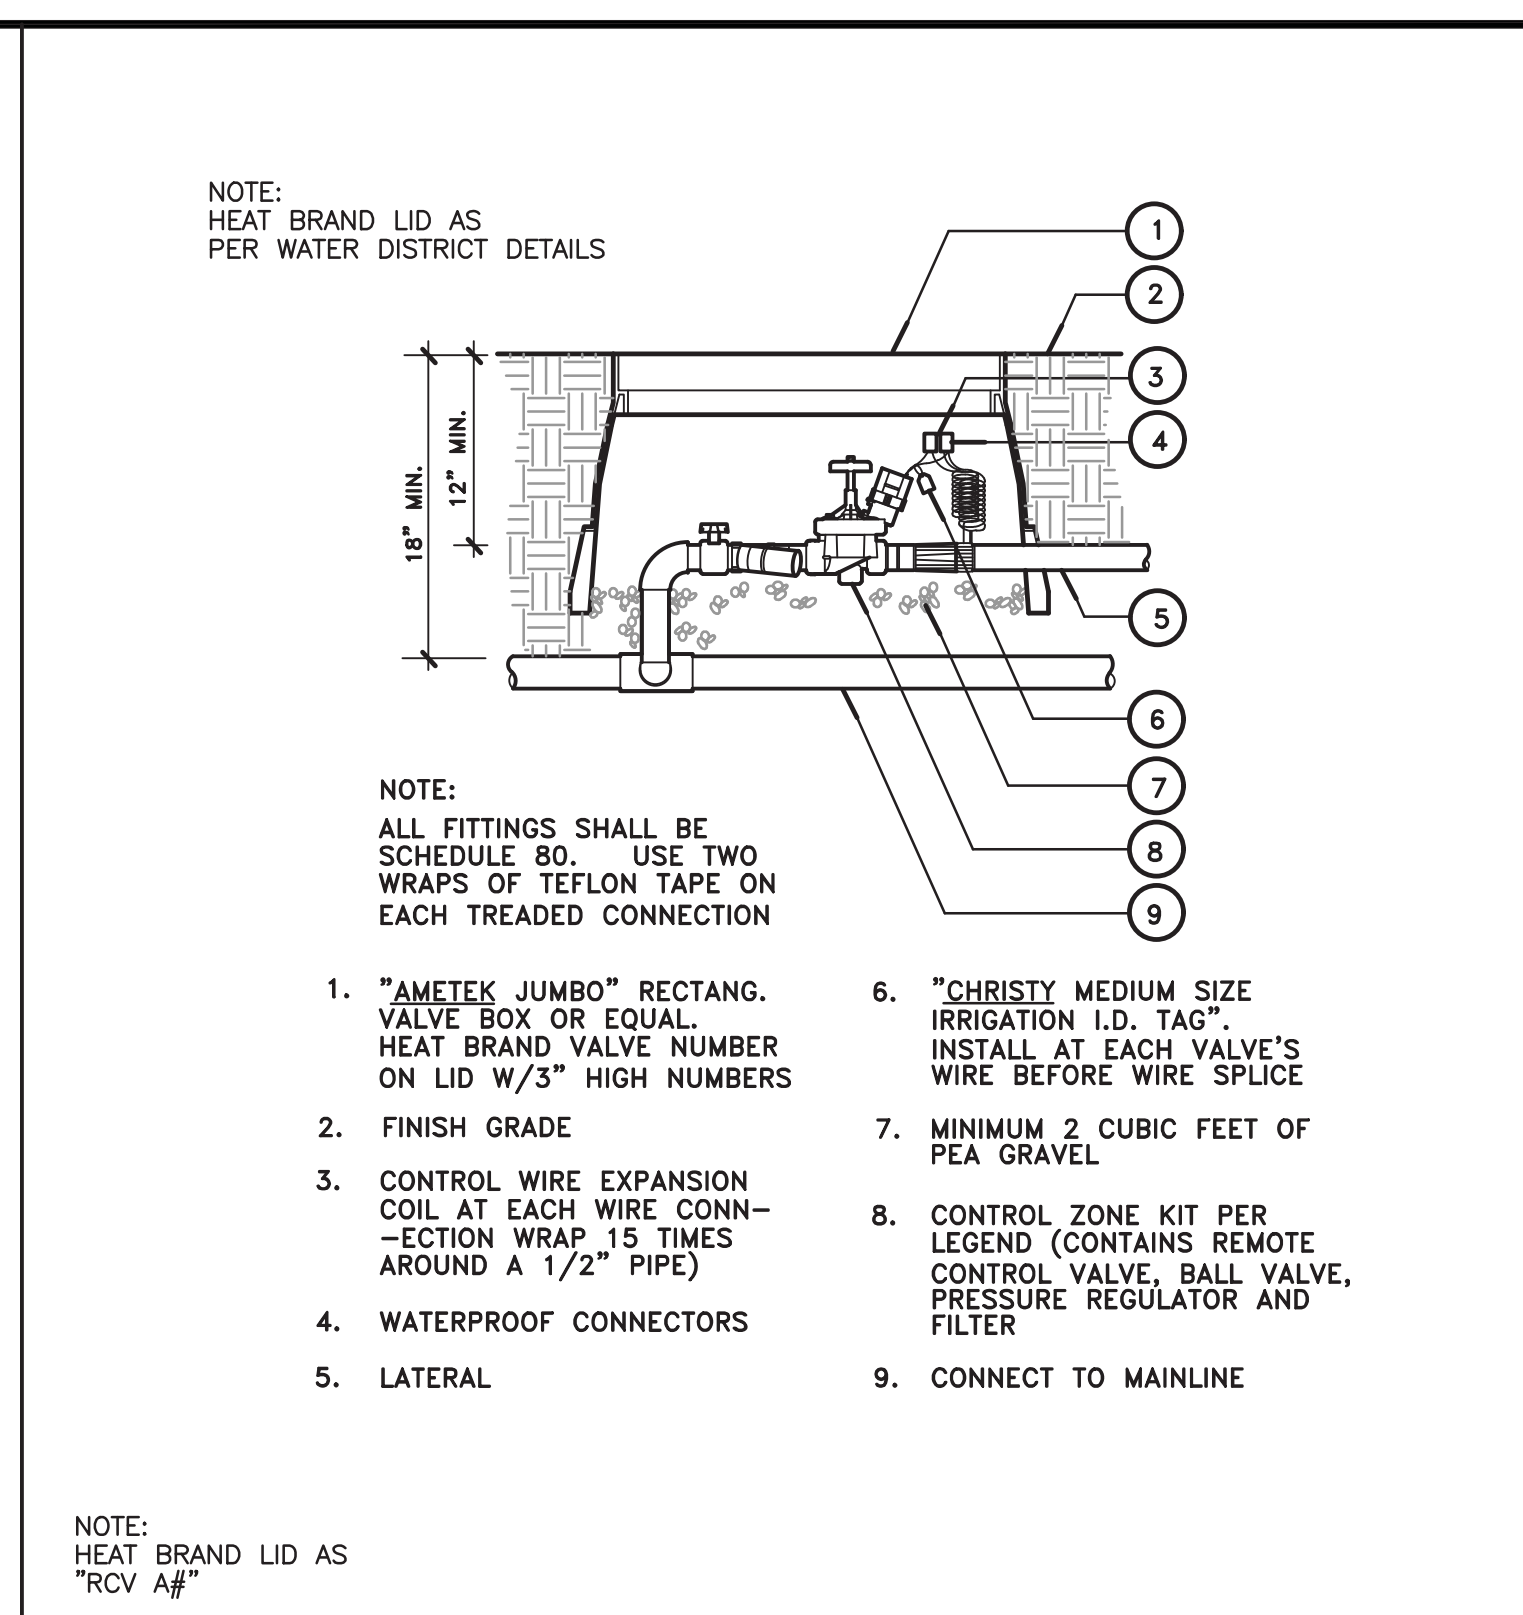 NOTE:
HEAT BRAND LID AS
PER WATER DISTRICT DETAILS
1
2
3
4
5
6
7
8
9
18" MIN.
12" MIN.
NOTE:
ALL FITTINGS SHALL BE
SCHEDULE 80. USE TWO
WRAPS OF TEFLON TAPE ON
EACH TREADED CONNECTION
1. "AMETEK JUMBO" RECTANG.
VALVE BOX OR EQUAL.
HEAT BRAND VALVE NUMBER
ON LID W/3" HIGH NUMBERS
2. FINISH GRADE
3. CONTROL WIRE EXPANSION
COIL AT EACH WIRE CONN-
-ECTION WRAP 15 TIMES
AROUND A 1/2" PIPE)
4. WATERPROOF CONNECTORS
5. LATERAL
6. "CHRISTY MEDIUM SIZE
IRRIGATION I.D. TAG".
INSTALL AT EACH VALVE'S
WIRE BEFORE WIRE SPLICE
7. MINIMUM 2 CUBIC FEET OF
PEA GRAVEL
8. CONTROL ZONE KIT PER
LEGEND (CONTAINS REMOTE
CONTROL VALVE, BALL VALVE,
PRESSURE REGULATOR AND
FILTER
9. CONNECT TO MAINLINE
NOTE:
HEAT BRAND LID AS
"RCV A#"